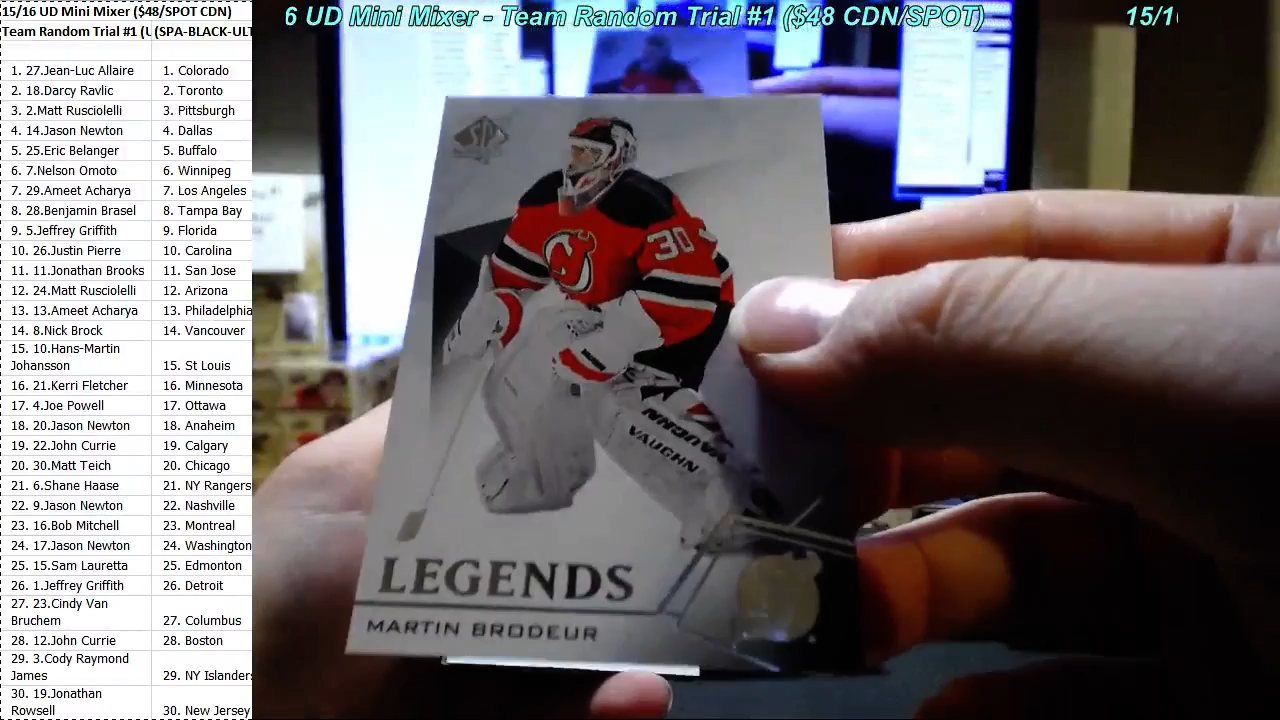 15/16 UD Mini Mixer ($48/SPOT CDN)
Team Random Trial #1 (U (SPA-BLACK-ULT
1. 27.Jean-Luc Allaire 1. Colorado
2. 18.Darcy Ravlic 2. Toronto
3. 2.Matt Rusciolelli 3. Pittsburgh
4. 14.Jason Newton 4. Dallas
5. 25.Eric Belanger 5. Buffalo
6. 7.Nelson Omoto 6. Winnipeg
7. 29.Ameet Acharya 7. Los Angeles
8. 28.Benjamin Brasel 8. Tampa Bay
9. 5.Jeffrey Griffith 9. Florida
10. 26.Justin Pierre 10. Carolina
11. 11.Jonathan Brooks 11. San Jose
12. 24.Matt Rusciolelli 12. Arizona
13. 13.Ameet Acharya 13. Philadelphia
14. 8.Nick Brock 14. Vancouver
15. 10.Hans-Martin
Johansson 15. St Louis
16. 21.Kerri Fletcher 16. Minnesota
17. 4.Joe Powell 17. Ottawa
18. 20.Jason Newton 18. Anaheim
19. 22.John Currie 19. Calgary
20. 30.Matt Teich 20. Chicago
21. 6.Shane Haase 21. NY Rangers
22. 9.Jason Newton 22. Nashville
23. 16.Bob Mitchell 23. Montreal
24. 17.Jason Newton 24. Washington
25. 15.Sam Lauretta 25. Edmonton
26. 1.Jeffrey Griffith 26. Detroit
27. 23.Cindy Van
Bruchem 27. Columbus
28. 12.John Currie 28. Boston
29. 3.Cody Raymond
James 29. NY Islanders
30. 19.Jonathan
Rowsell 30. New Jersey
6 UD Mini Mixer - Team Random Trial #1 ($48 CDN/SPOT) 15/1
SP
30
VAUGHN
VAUGHN
LEGENDS
MARTIN BRODEUR